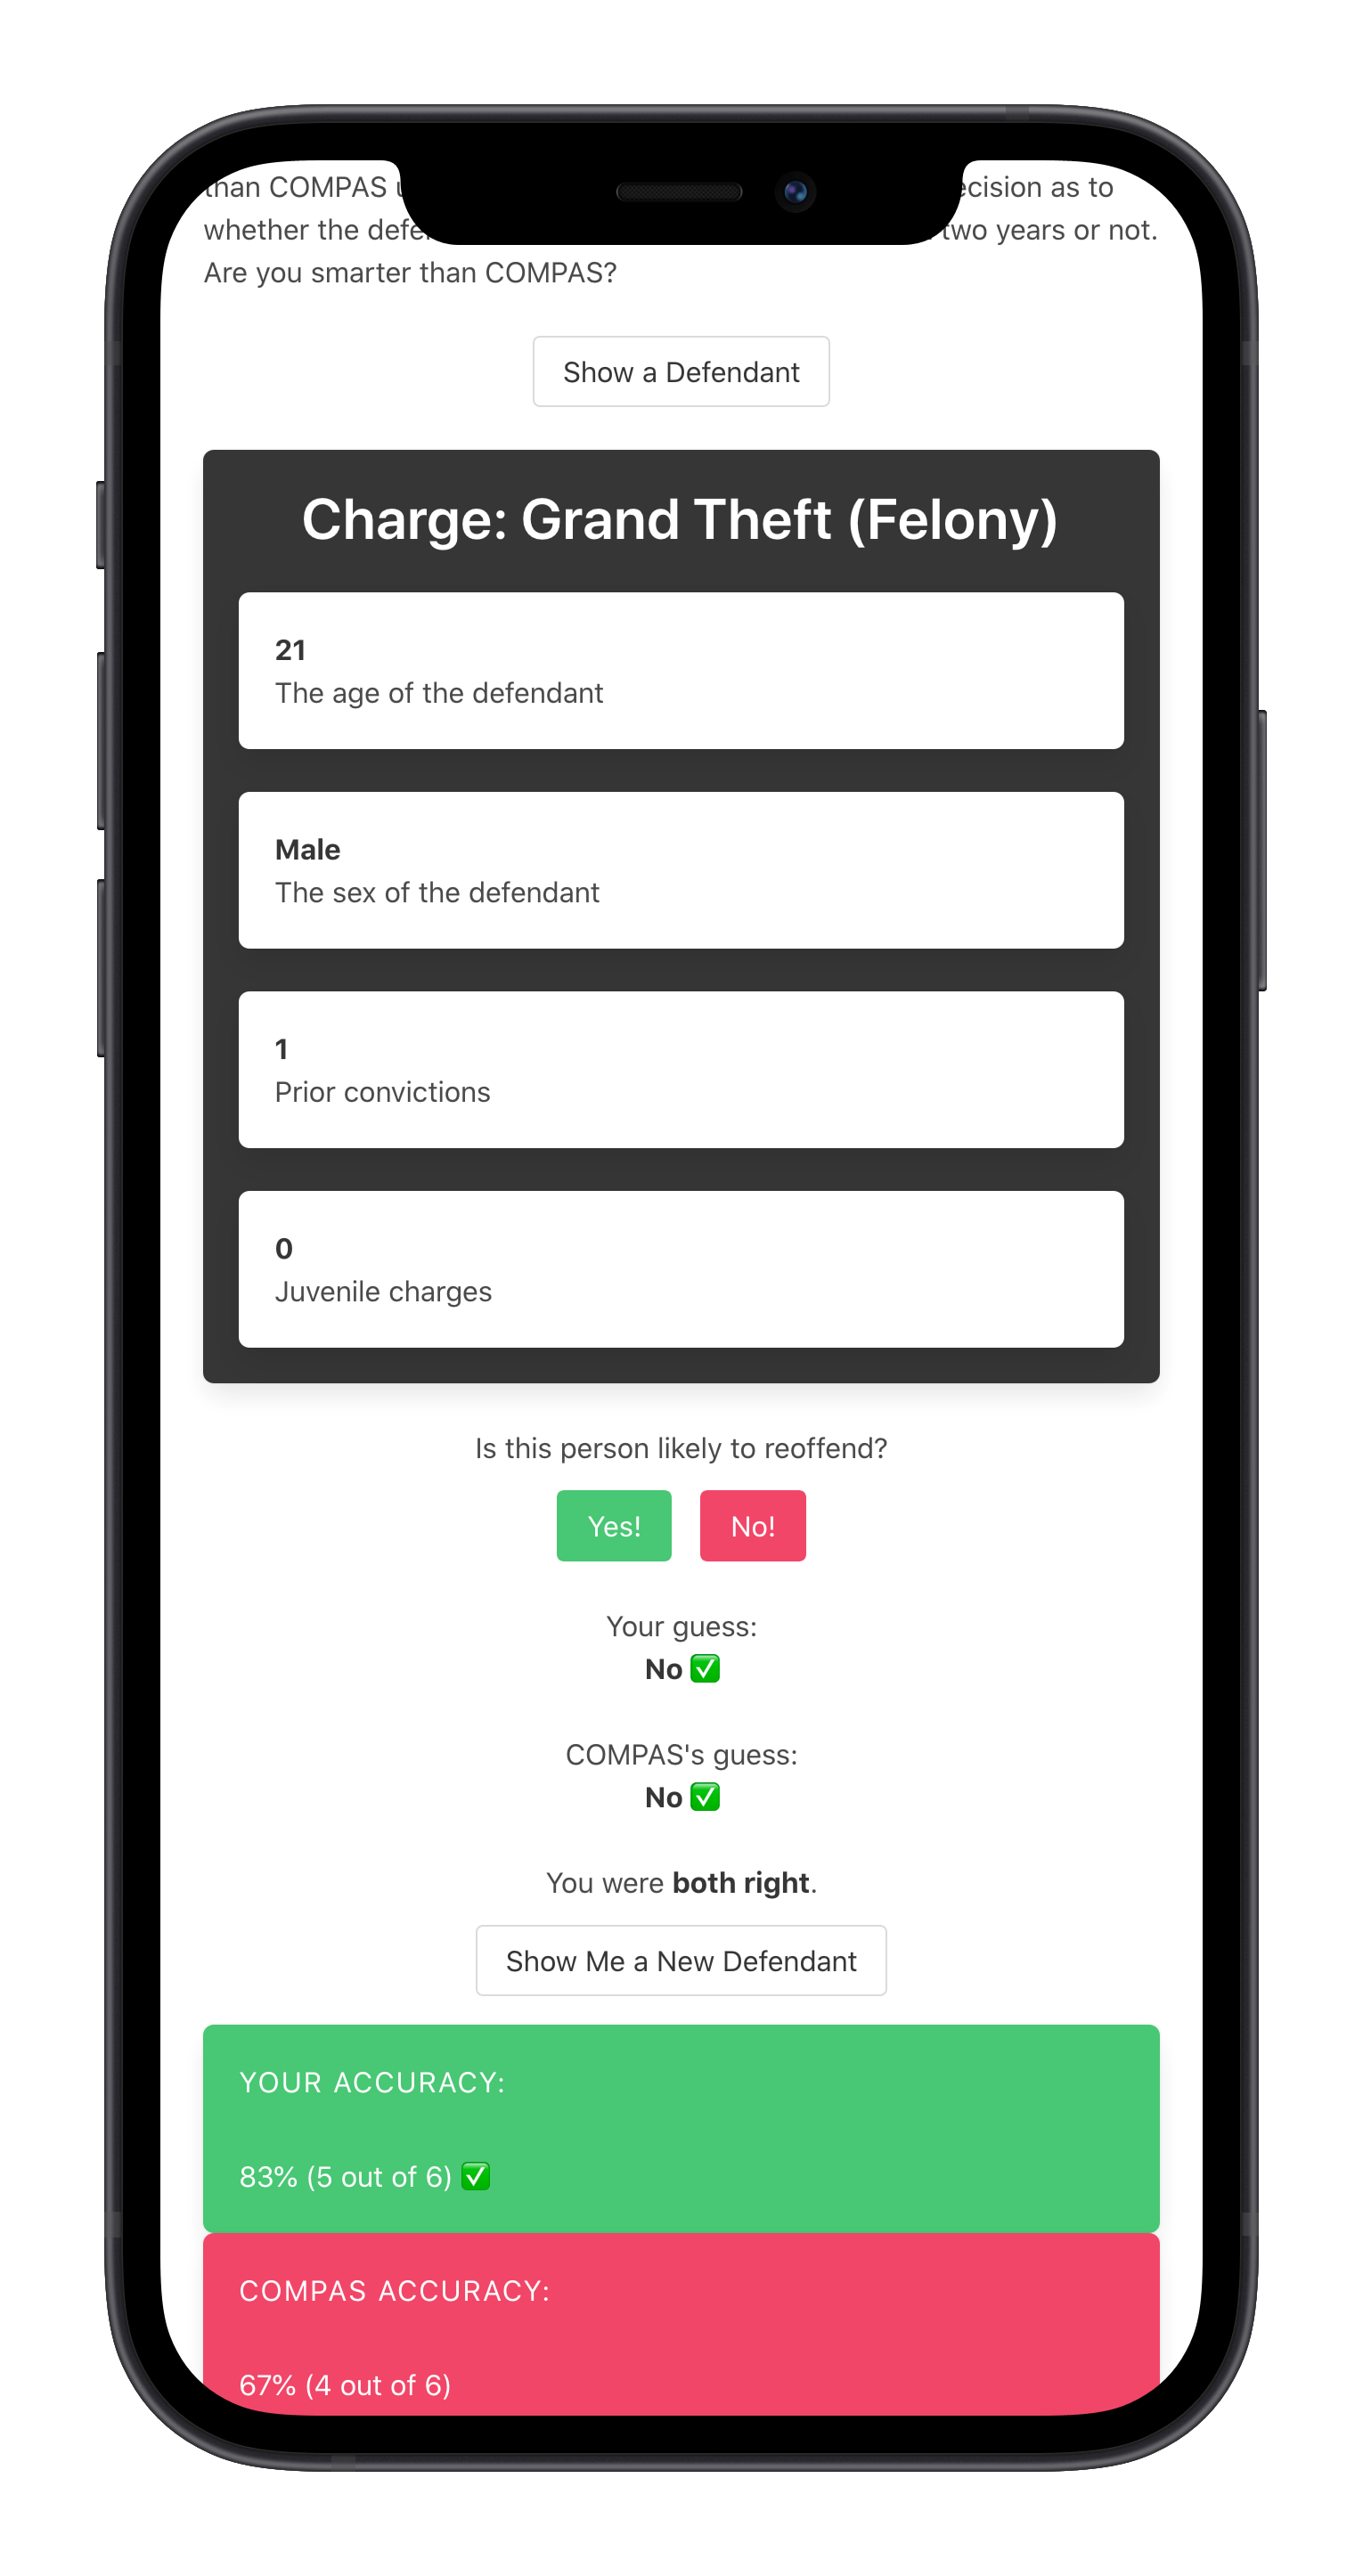 than COMPAS
ecision as to
whether the defe
two years or not.
Are you smarter than COMPAS?
Show a Defendant
Charge: Grand Theft (Felony)
21
The age of the defendant
Male
The sex of the defendant
1
Prior convictions
0
Juvenile charges
Is this person likely to reoffend?
Yes!
No!
Your guess:
No ✅
COMPAS's guess:
No ✅
You were both right.
Show Me a New Defendant
YOUR ACCURACY:
83% (5 out of 6) ✅
COMPAS ACCURACY:
67% (4 out of 6)